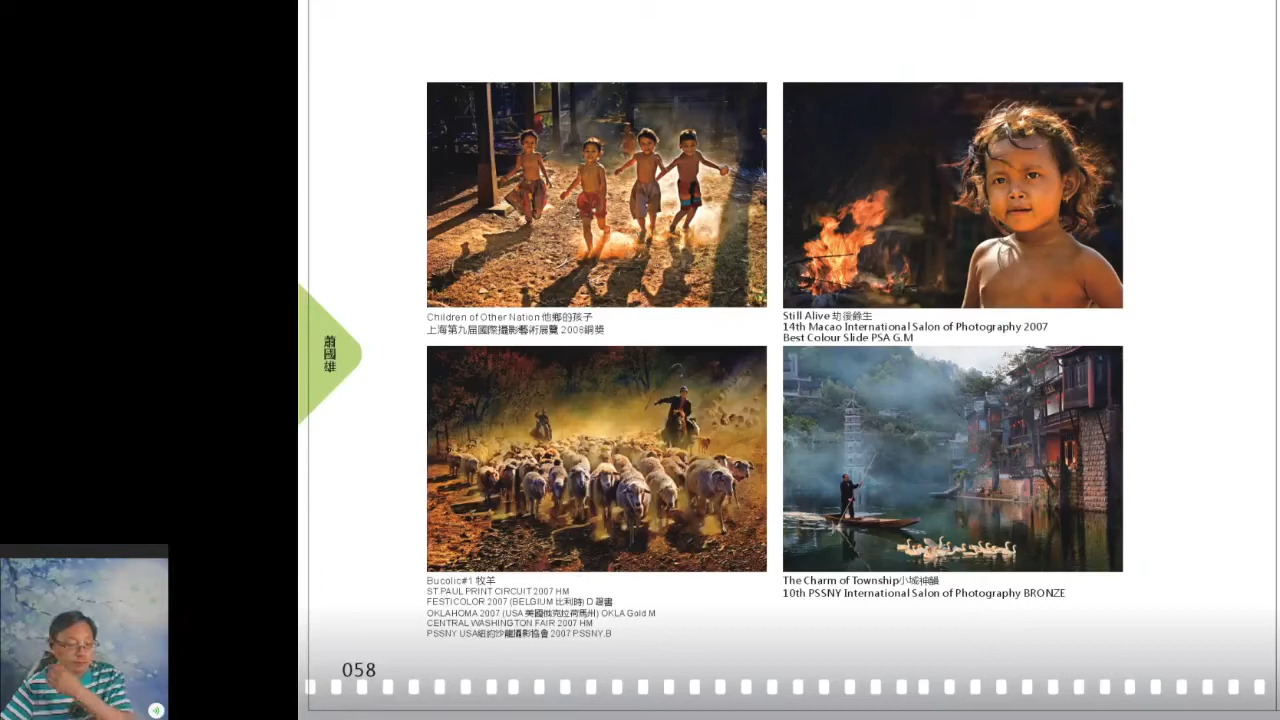 蕭國雄
Children of Other Nation 他鄉的孩子
上海第九届國際攝影藝術展覽 2008銅獎
Still Alive 劫後餘生
14th Macao International Salon of Photography 2007
Best Colour Slide PSA G.M
Bucolic#1 牧羊
ST.PAUL PRINT CIRCUIT 2007 HM
FESTICOLOR 2007 (BELGIUM 比利時) D 證書
OKLAHOMA 2007 (USA 美國俄克拉荷馬州) OKLA Gold M
CENTRAL WASHINGTON FAIR 2007 HM
PSSNY USA紐約沙龍攝影協會 2007 PSSNY.B
The Charm of Township小城神韻
10th PSSNY International Salon of Photography BRONZE
058